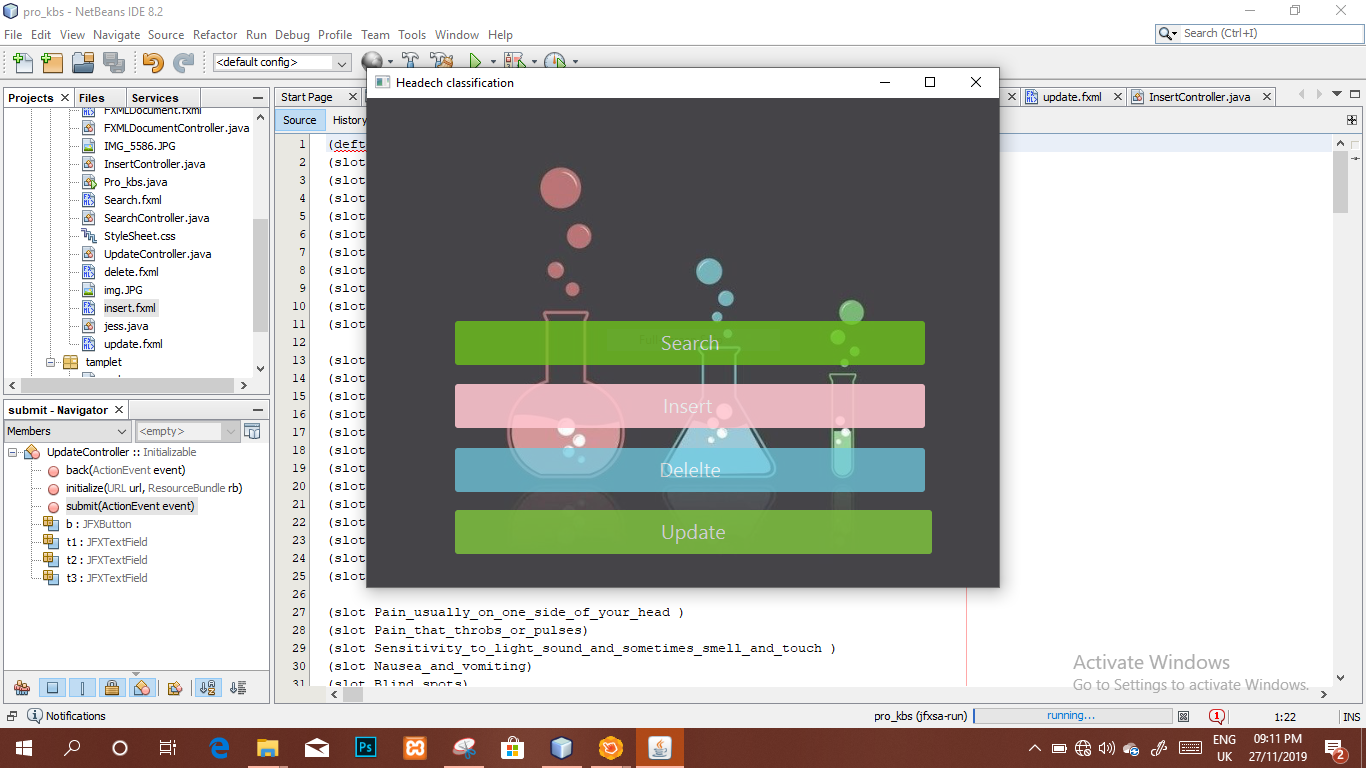 pro_kbs - NetBeans IDE 8.2
File Edit View Navigate Source Refactor Run Debug Profile Team Tools Window Help
Search (Ctrl+I)
<default config>
Headech classification
Projects Files Services
Start Page
update.fxml
InsertController.java
Source History
FXMLDocument.fxml
FXMLDocumentController.java
IMG_5586.JPG
InsertController.java
Pro_kbs.java
Search.fxml
SearchController.java
StyleSheet.css
UpdateController.java
delete.fxml
img.JPG
insert.fxml
jess.java
update.fxml
tamplet
submit - Navigator
Members <empty>
UpdateController :: Initializable
back(ActionEvent event)
initialize(URL url, ResourceBundle rb)
submit(ActionEvent event)
b : JFXButton
t1 : JFXTextField
t2 : JFXTextField
t3 : JFXTextField
1 (deft
2 (slot
3 (slot
4 (slot
5 (slot
6 (slot
7 (slot
8 (slot
9 (slot
10 (slot
11 (slot
12
13 (slot
14 (slot
15 (slot
16 (slot
17 (slot
18 (slot
19 (slot
20 (slot
21 (slot
22 (slot
23 (slot
24 (slot
25 (slot
26
27 (slot Pain_usually_on_one_side_of_your_head )
28 (slot Pain_that_throbs_or_pulses)
29 (slot Sensitivity_to_light_sound_and_sometimes_smell_and_touch )
30 (slot Nausea_and_vomiting)
31 (slot Blind_spots)
Search
Insert
Delelte
Update
Activate Windows
Go to Settings to activate Windows.
Notifications
pro_kbs (jfxsa-run) running... 1 1:22 INS
Ps
ENG
UK
09:11 PM
27/11/2019
2